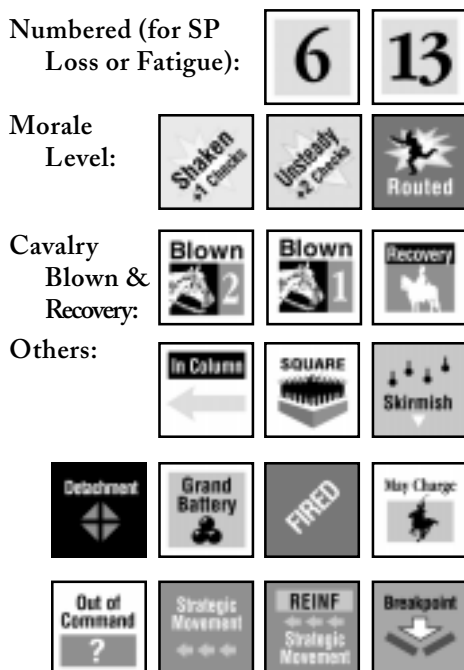 Numbered (for SP
Loss or Fatigue):
6 13
Morale
Level:
Shaken
+1 Checks
Unsteady
+2 Checks
Routed
Cavalry
Blown &
Recovery:
Blown
2
Blown
1
Recovery
Others:
In Column
SQUARE
Skirmish
Detachment
Grand
Battery
FIRED
May Charge
Out of
Command
?
Strategic
Movement
REINF
Strategic
Movement
Breakpoint